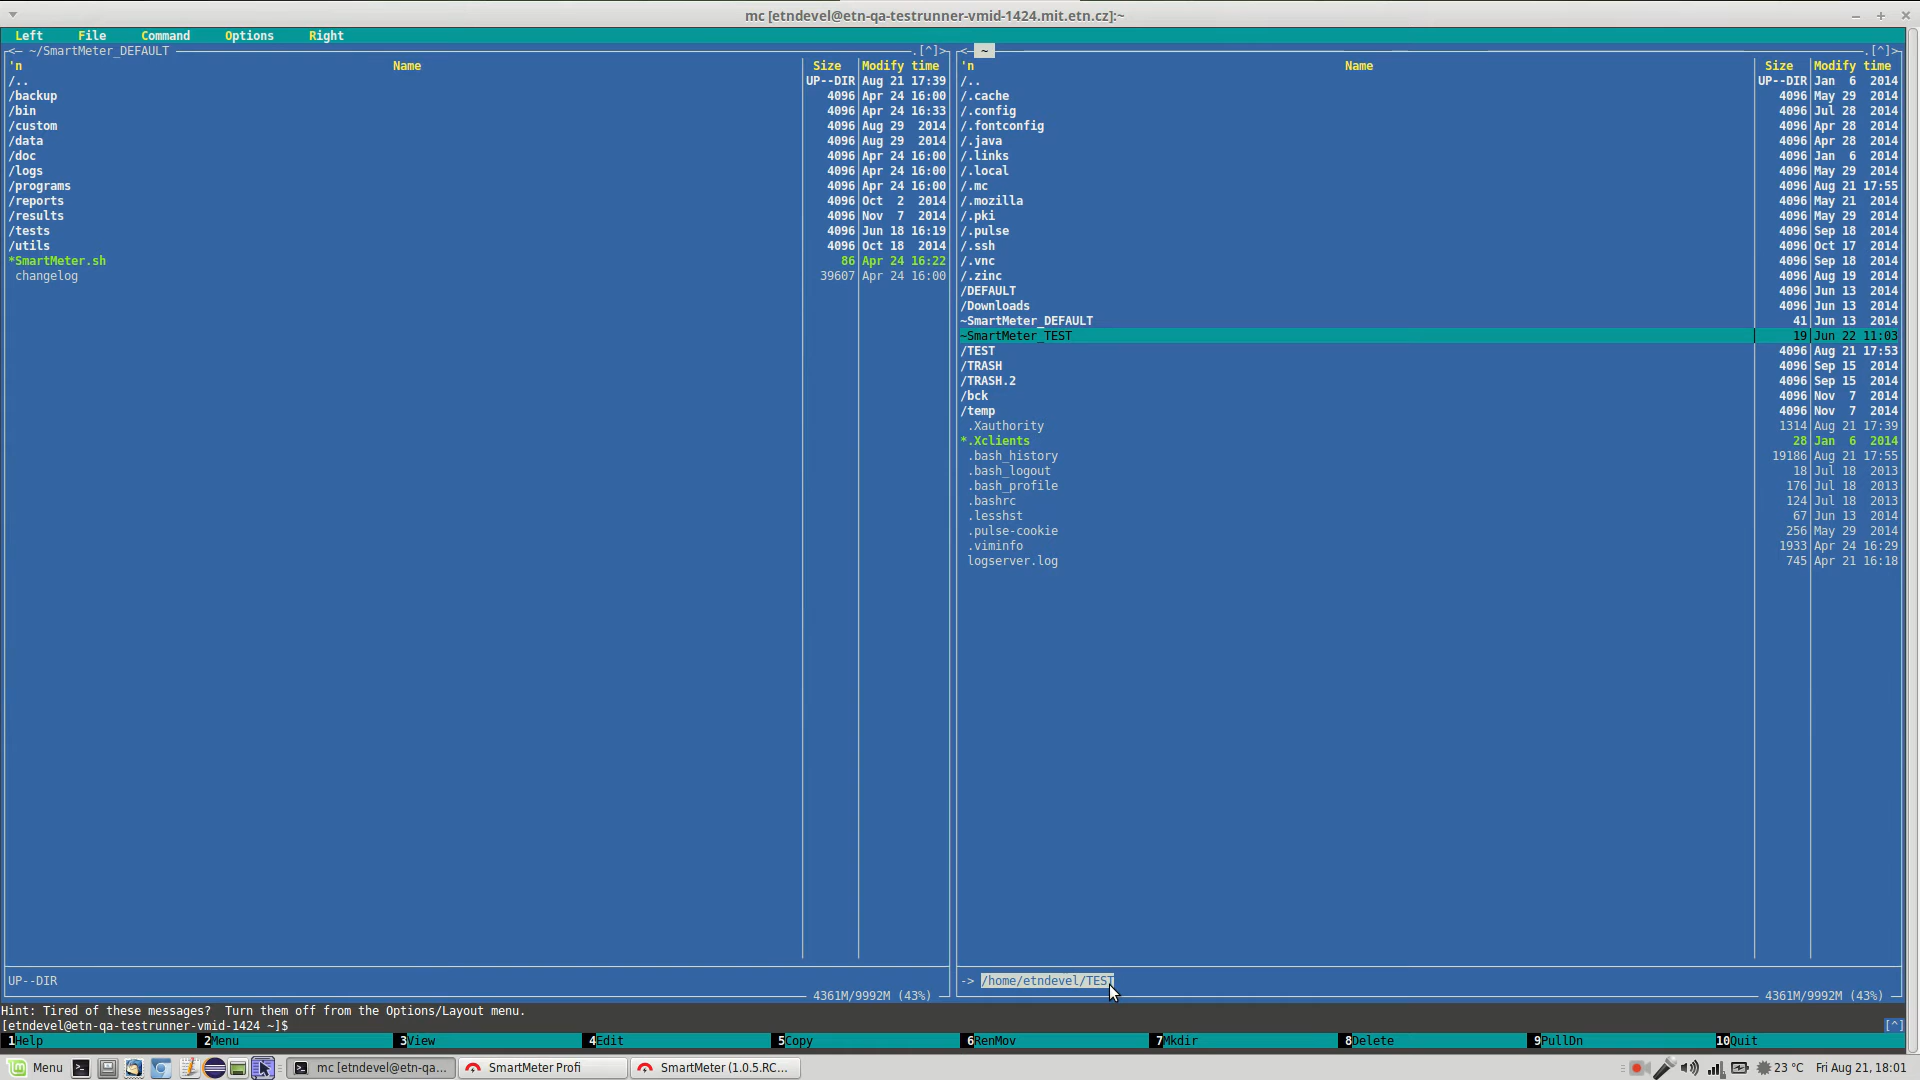 mc [etndevel@etn-qa-testrunner-vmid-1424.mit.etn.cz]:~
Left File Command Options Right
<─ ~/SmartMeter_DEFAULT .[^]>
'n Name Size Modify time
/.. UP--DIR Aug 21 17:39
/backup 4096 Apr 24 16:00
/bin 4096 Apr 24 16:33
/custom 4096 Aug 29 2014
/data 4096 Aug 29 2014
/doc 4096 Apr 24 16:00
/logs 4096 Apr 24 16:00
/programs 4096 Apr 24 16:00
/reports 4096 Oct 2 2014
/results 4096 Nov 7 2014
/tests 4096 Jun 18 16:19
/utils 4096 Oct 18 2014
*SmartMeter.sh 86 Apr 24 16:22
changelog 39607 Apr 24 16:00
UP--DIR
4361M/9992M (43%)
<─ ~ .[^]>
'n Name Size Modify time
/.. UP--DIR Jan 6 2014
/.cache 4096 May 29 2014
/.config 4096 Jul 28 2014
/.fontconfig 4096 Apr 28 2014
/.java 4096 Apr 28 2014
/.links 4096 Jan 6 2014
/.local 4096 May 29 2014
/.mc 4096 Aug 21 17:55
/.mozilla 4096 May 21 2014
/.pki 4096 May 29 2014
/.pulse 4096 Sep 18 2014
/.ssh 4096 Oct 17 2014
/.vnc 4096 Sep 18 2014
/.zinc 4096 Aug 19 2014
/DEFAULT 4096 Jun 13 2014
/Downloads 4096 Jun 13 2014
~SmartMeter_DEFAULT 41 Jun 13 2014
~SmartMeter_TEST 19 Jun 22 11:03
/TEST 4096 Aug 21 17:53
/TRASH 4096 Sep 15 2014
/TRASH.2 4096 Sep 15 2014
/bck 4096 Nov 7 2014
/temp 4096 Nov 7 2014
.Xauthority 1314 Aug 21 17:39
*.Xclients 28 Jan 6 2014
.bash_history 19186 Aug 21 17:55
.bash_logout 18 Jul 18 2013
.bash_profile 176 Jul 18 2013
.bashrc 124 Jul 18 2013
.lesshst 67 Jun 13 2014
.pulse-cookie 256 May 29 2014
.viminfo 1933 Apr 24 16:29
logserver.log 745 Apr 21 16:18
-> /home/etndevel/TEST
4361M/9992M (43%)
Hint: Tired of these messages? Turn them off from the Options/Layout menu.
[etndevel@etn-qa-testrunner-vmid-1424 ~]$ [^]
1Help 2Menu 3View 4Edit 5Copy 6RenMov 7Mkdir 8Delete 9PullDn 10Quit
Menu mc [etndevel@etn-qa... SmartMeter Profi SmartMeter (1.0.5.RC... 23 °C Fri Aug 21, 18:01